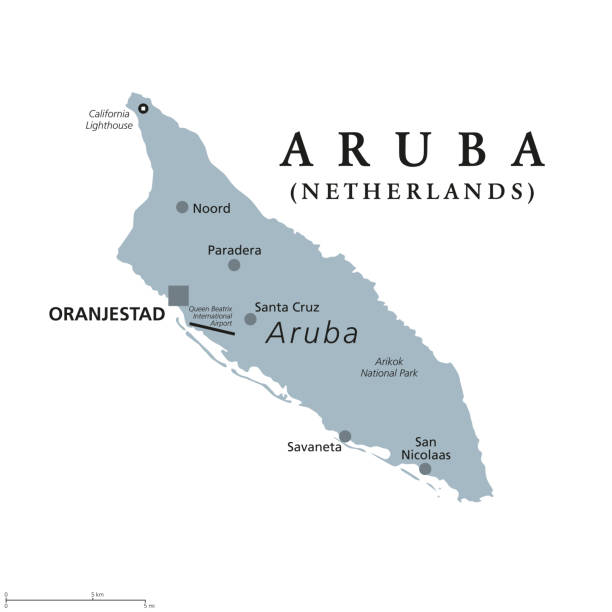 California
Lighthouse
ARUBA
(NETHERLANDS)
Noord
Paradera
ORANJESTAD
Queen Beatrix
International
Airport
Santa Cruz
Aruba
Arikok
National Park
Savaneta
San
Nicolaas
0 5 km
0 5 mi